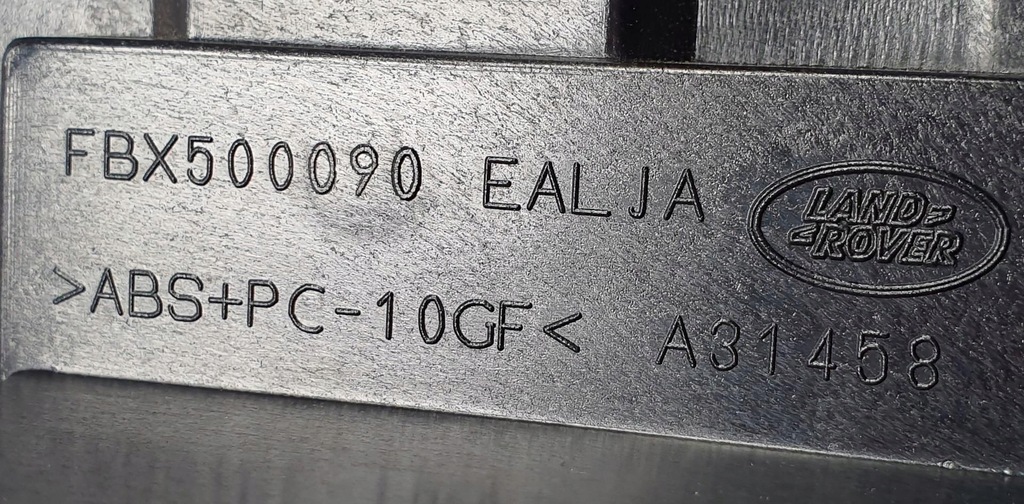 FBX500090 EALJA
LAND
ROVER
>ABS+PC-10GF< A31458